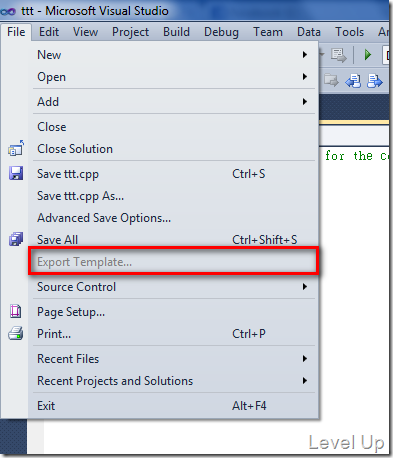 ttt - Microsoft Visual Studio
File Edit View Project Build Debug Team Data Tools
New
Open
Add
Close
Close Solution
for the
Save ttt.cpp Ctrl+S
Save ttt.cpp As...
Advanced Save Options...
Save All Ctrl+Shift+S
Export Template...
Source Control
Page Setup...
Print... Ctrl+P
Recent Files
Recent Projects and Solutions
Exit Alt+F4
Level Up